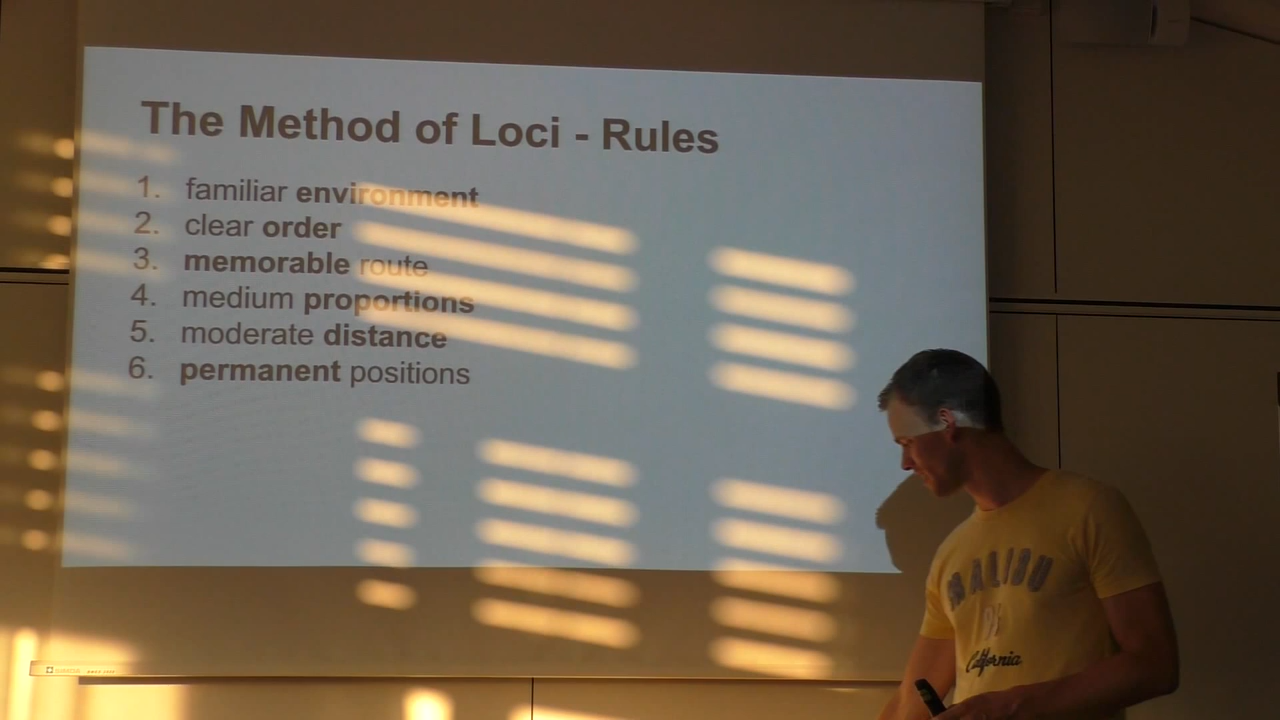 The Method of Loci - Rules
1. familiar environment
2. clear order
3. memorable route
4. medium proportions
5. moderate distance
6. permanent positions
MALIBU
California